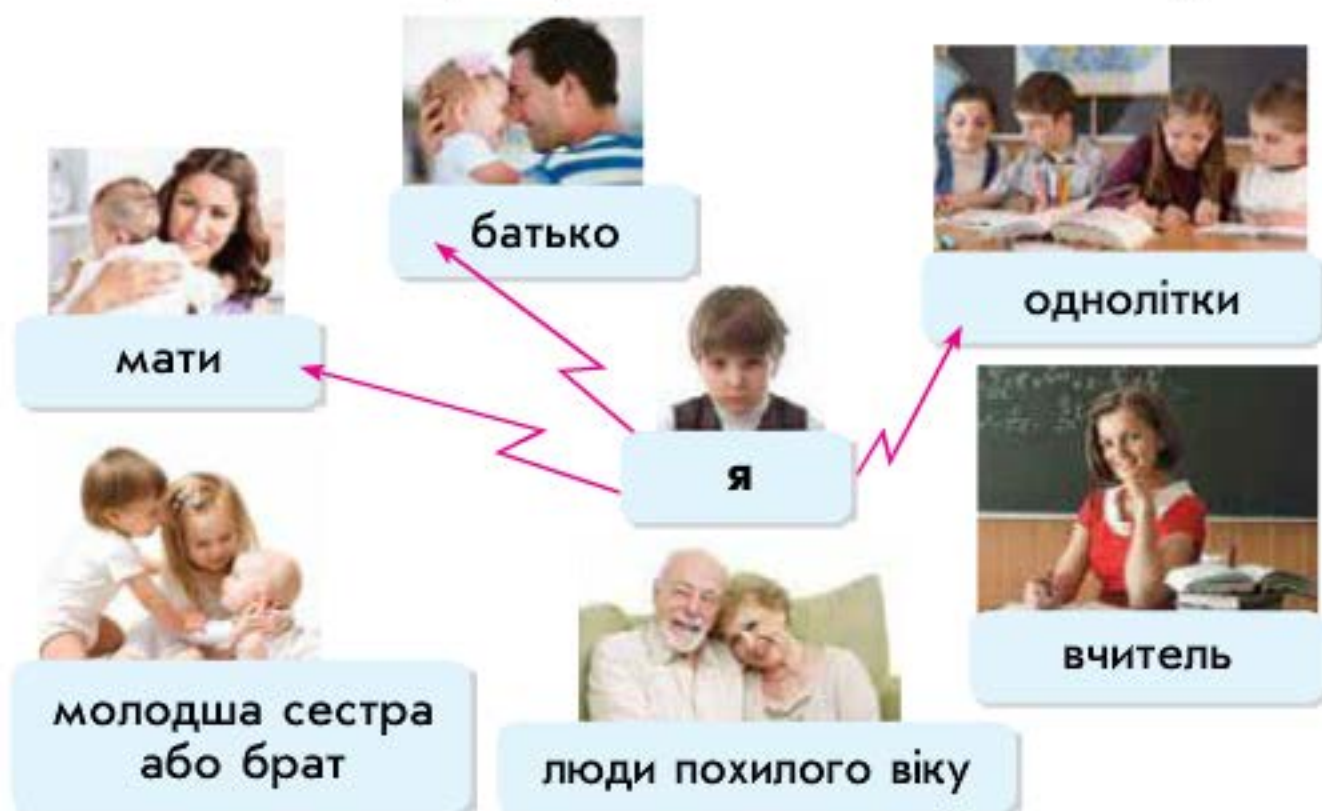 батько
однолітки
мати
я
вчитель
молодша сестра
або брат
люди похилого віку